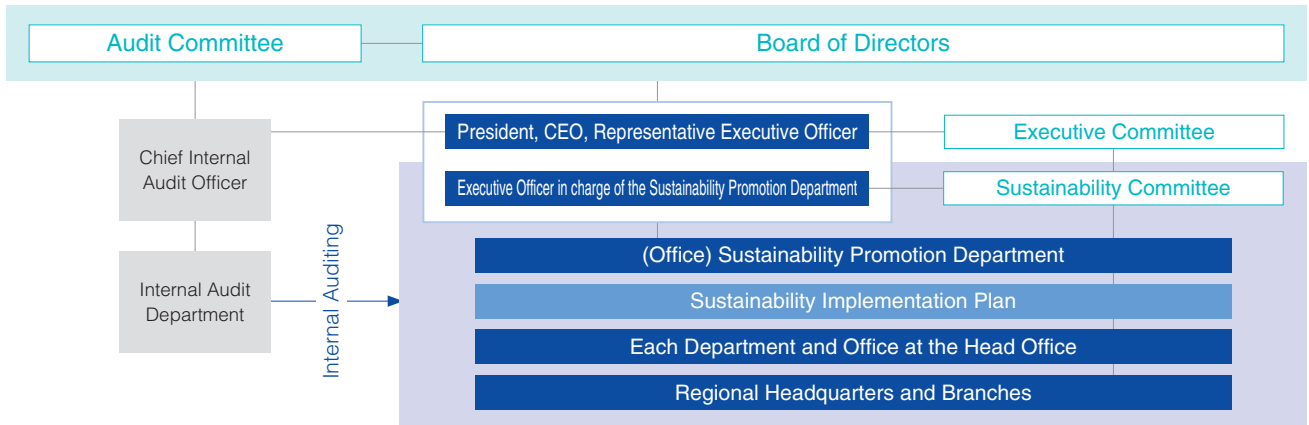 Audit Committee
Board of Directors
President, CEO, Representative Executive Officer
Executive Committee
Chief Internal
Audit Officer
Executive Officer in charge of the Sustainability Promotion Department
Sustainability Committee
(Office) Sustainability Promotion Department
Internal Audit
Department
Internal Auditing
Sustainability Implementation Plan
Each Department and Office at the Head Office
Regional Headquarters and Branches